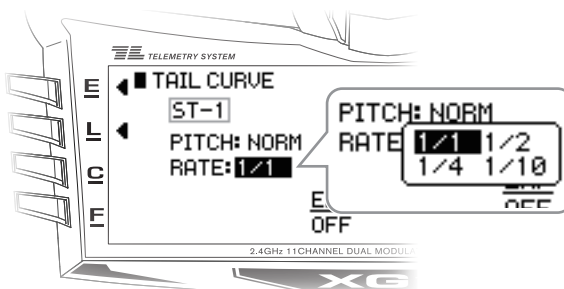 TELEMETRY SYSTEM
E
L
C
F
TAIL CURVE
ST-1
PITCH: NORM
RATE: 1/1
OFF
PITCH: NORM
RATE 1/1 1/2
1/4 1/10
OFF
2.4GHz 11CHANNEL DUAL MODULA
XG